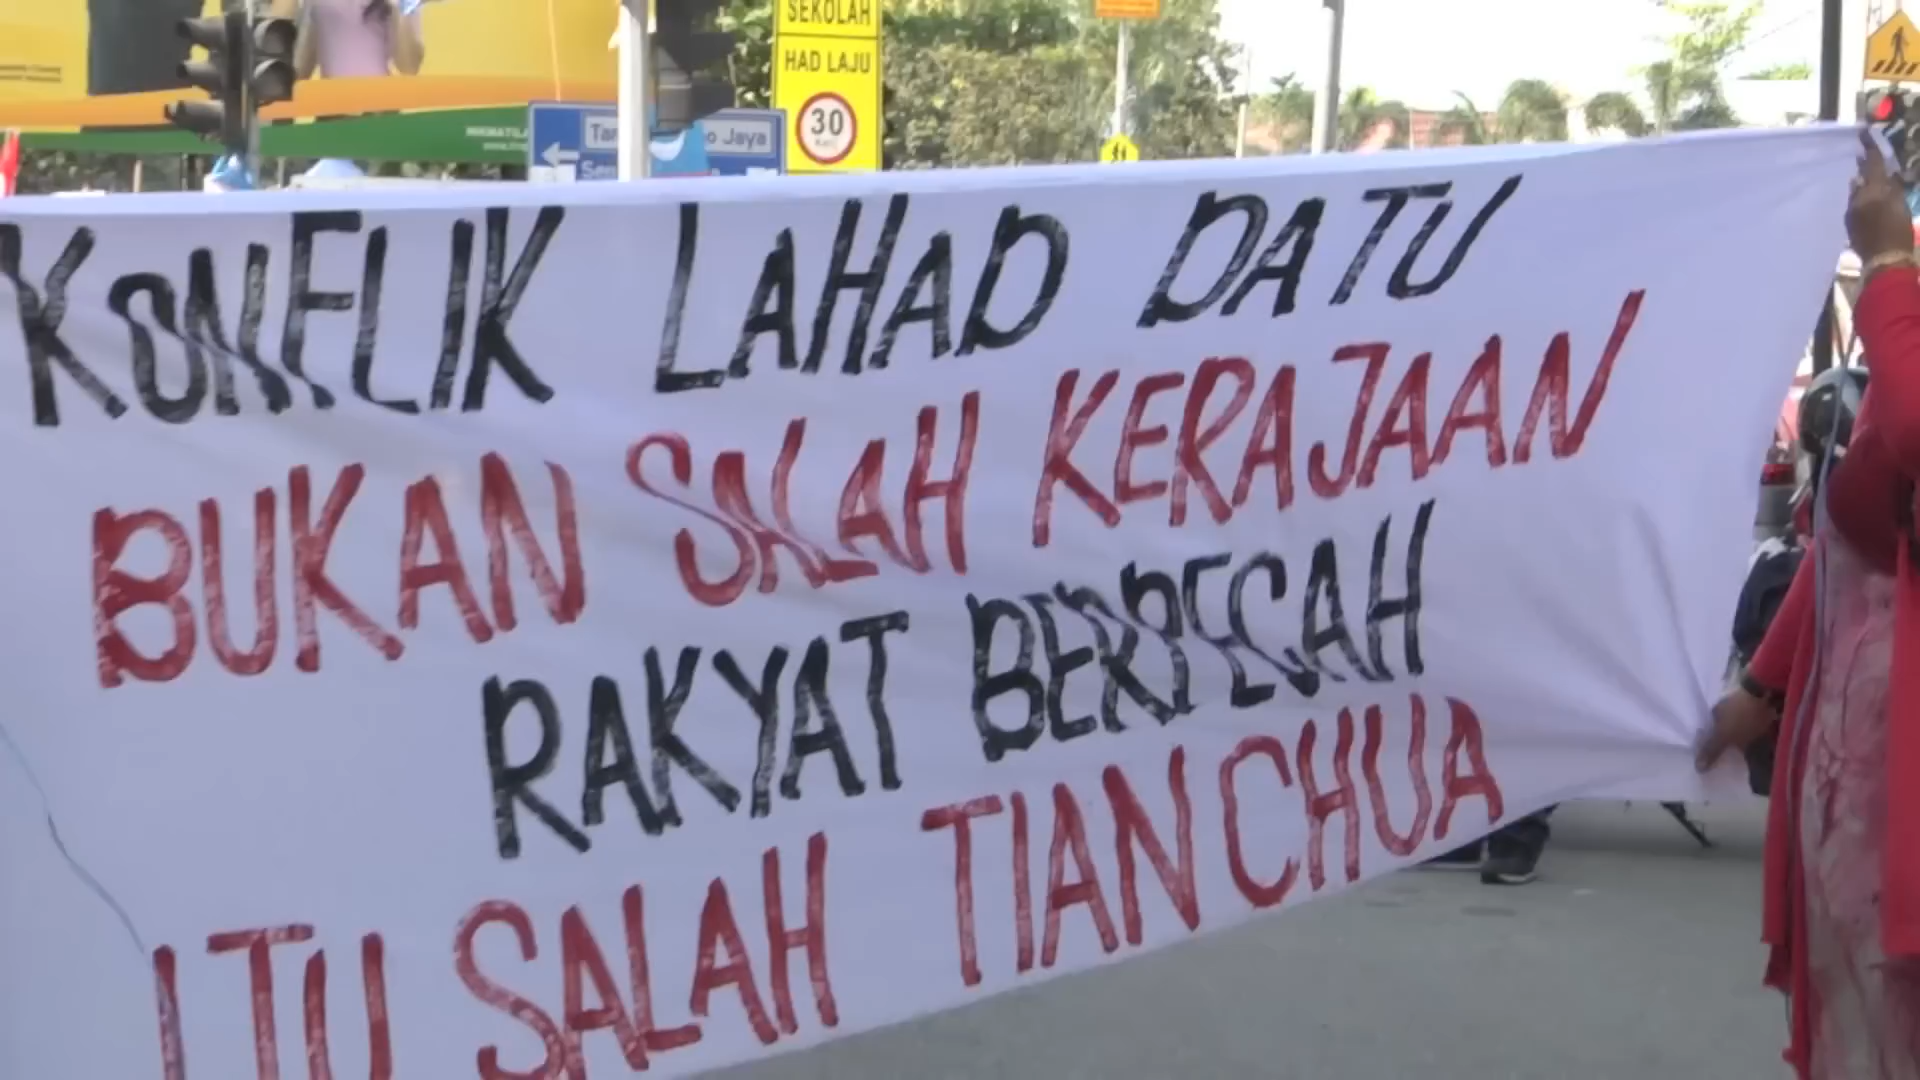 SEKOLAH
HAD LAJU
30
KONFLIK LAHAD DATU
BUKAN SALAH KERAJAAN
RAKYAT BERPECAH
ITU SALAH TIAN CHUA